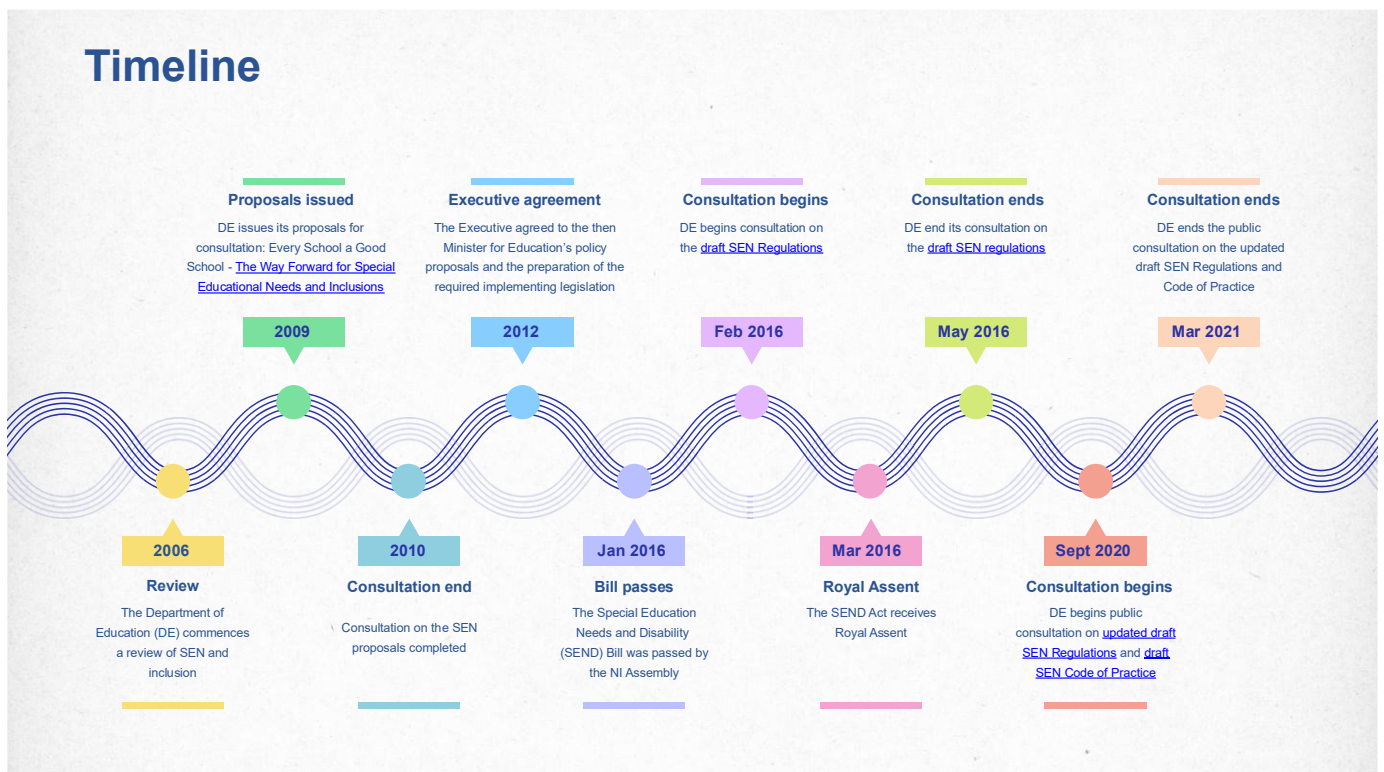 Timeline
Proposals issued
DE issues its proposals for
consultation: Every School a Good
School - The Way Forward for Special
Educational Needs and Inclusions
2009
Executive agreement
The Executive agreed to the then
Minister for Education’s policy
proposals and the preparation of the
required implementing legislation
2012
Consultation begins
DE begins consultation on
the draft SEN Regulations
Feb 2016
Consultation ends
DE end its consultation on
the draft SEN regulations
May 2016
Consultation ends
DE ends the public
consultation on the updated
draft SEN Regulations and
Code of Practice
Mar 2021
2006
Review
The Department of
Education (DE) commences
a review of SEN and
inclusion
2010
Consultation end
Consultation on the SEN
proposals completed
Jan 2016
Bill passes
The Special Education
Needs and Disability
(SEND) Bill was passed by
the NI Assembly
Mar 2016
Royal Assent
The SEND Act receives
Royal Assent
Sept 2020
Consultation begins
DE begins public
consultation on updated draft
SEN Regulations and draft
SEN Code of Practice